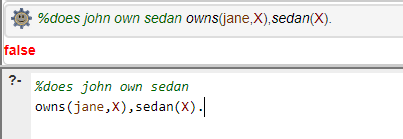 %does john own sedan owns(jane,X),sedan(X).
false
?-
%does john own sedan
owns(jane,X),sedan(X).